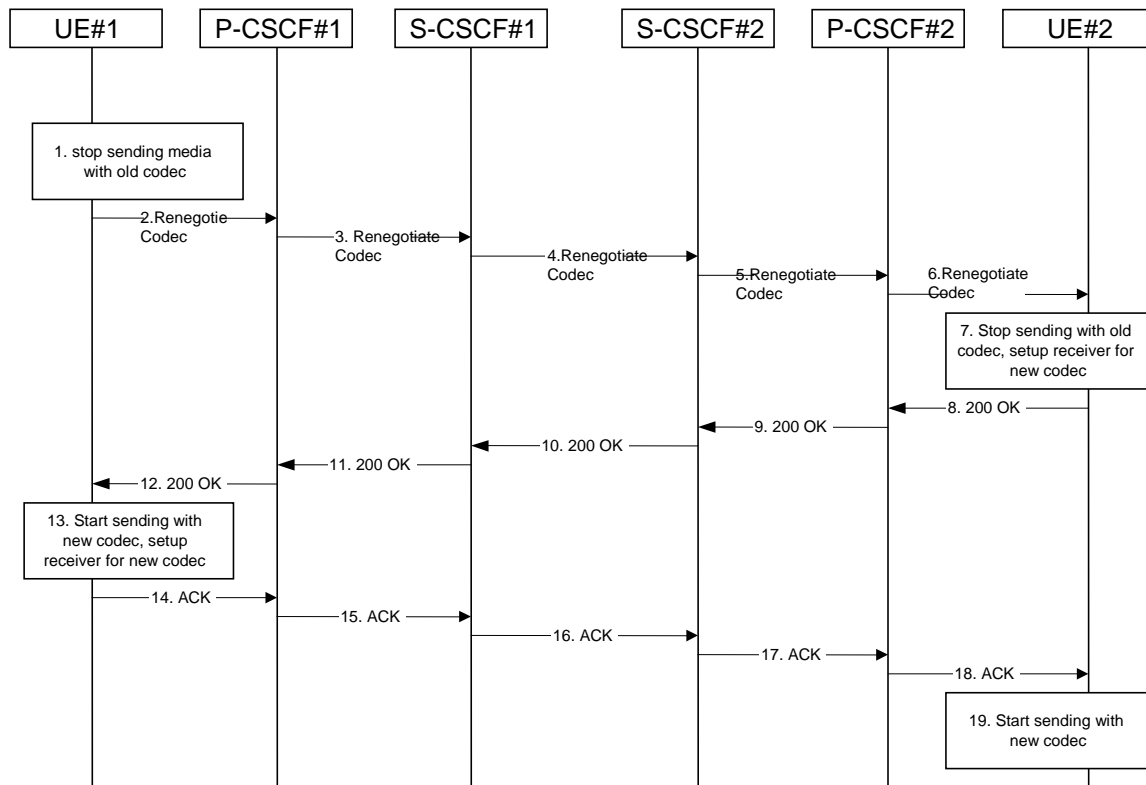 UE#1
P-CSCF#1
S-CSCF#1
S-CSCF#2
P-CSCF#2
UE#2
1. stop sending media
with old codec
2.Renegotie
Codec
3. Renegotiate
Codec
4.Renegotiate
Codec
5.Renegotiate
Codec
6.Renegotiate
Codec
7. Stop sending with old
codec, setup receiver for
new codec
8. 200 OK
9. 200 OK
10. 200 OK
11. 200 OK
12. 200 OK
13. Start sending with
new codec, setup
receiver for new codec
14. ACK
15. ACK
16. ACK
17. ACK
18. ACK
19. Start sending with
new codec